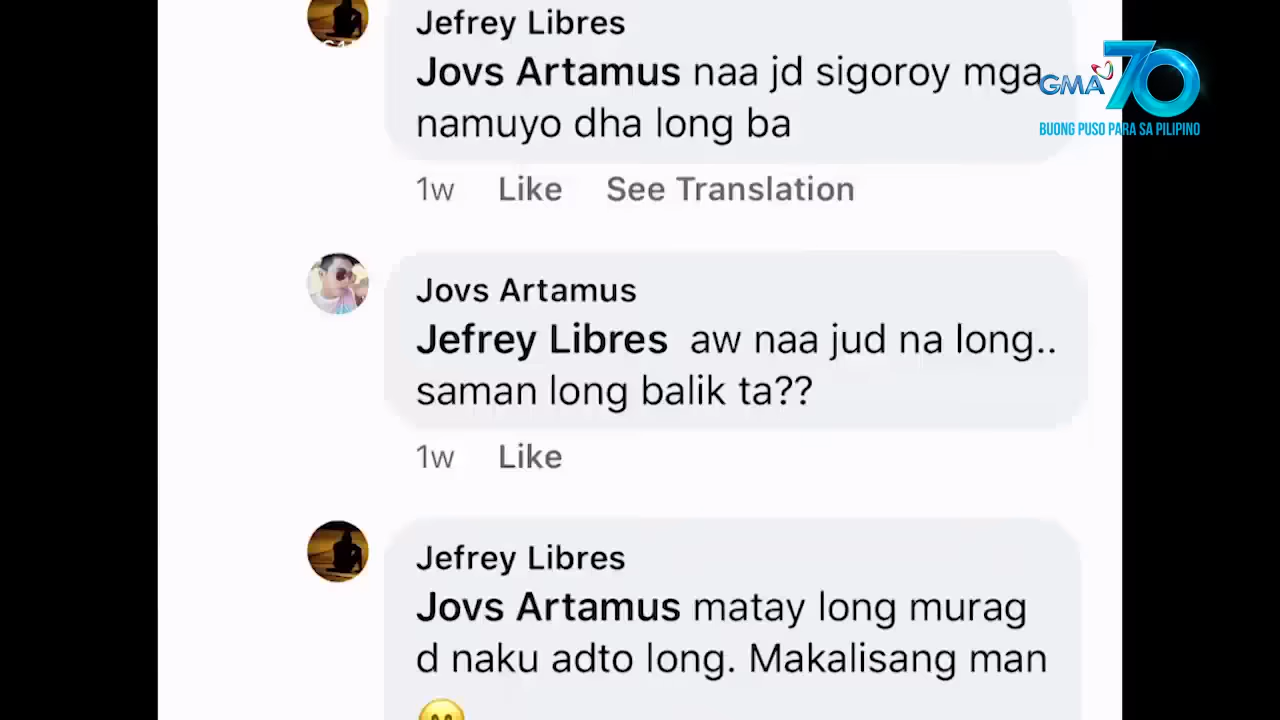 Jefrey Libres
Jovs Artamus naa jd sigoroy mga
namuyo dha long ba
1w Like See Translation
GMA 70
BUONG PUSO PARA SA PILIPINO
Jovs Artamus
Jefrey Libres aw naa jud na long..
saman long balik ta??
1w Like
Jefrey Libres
Jovs Artamus matay long murag
d naku adto long. Makalisang man